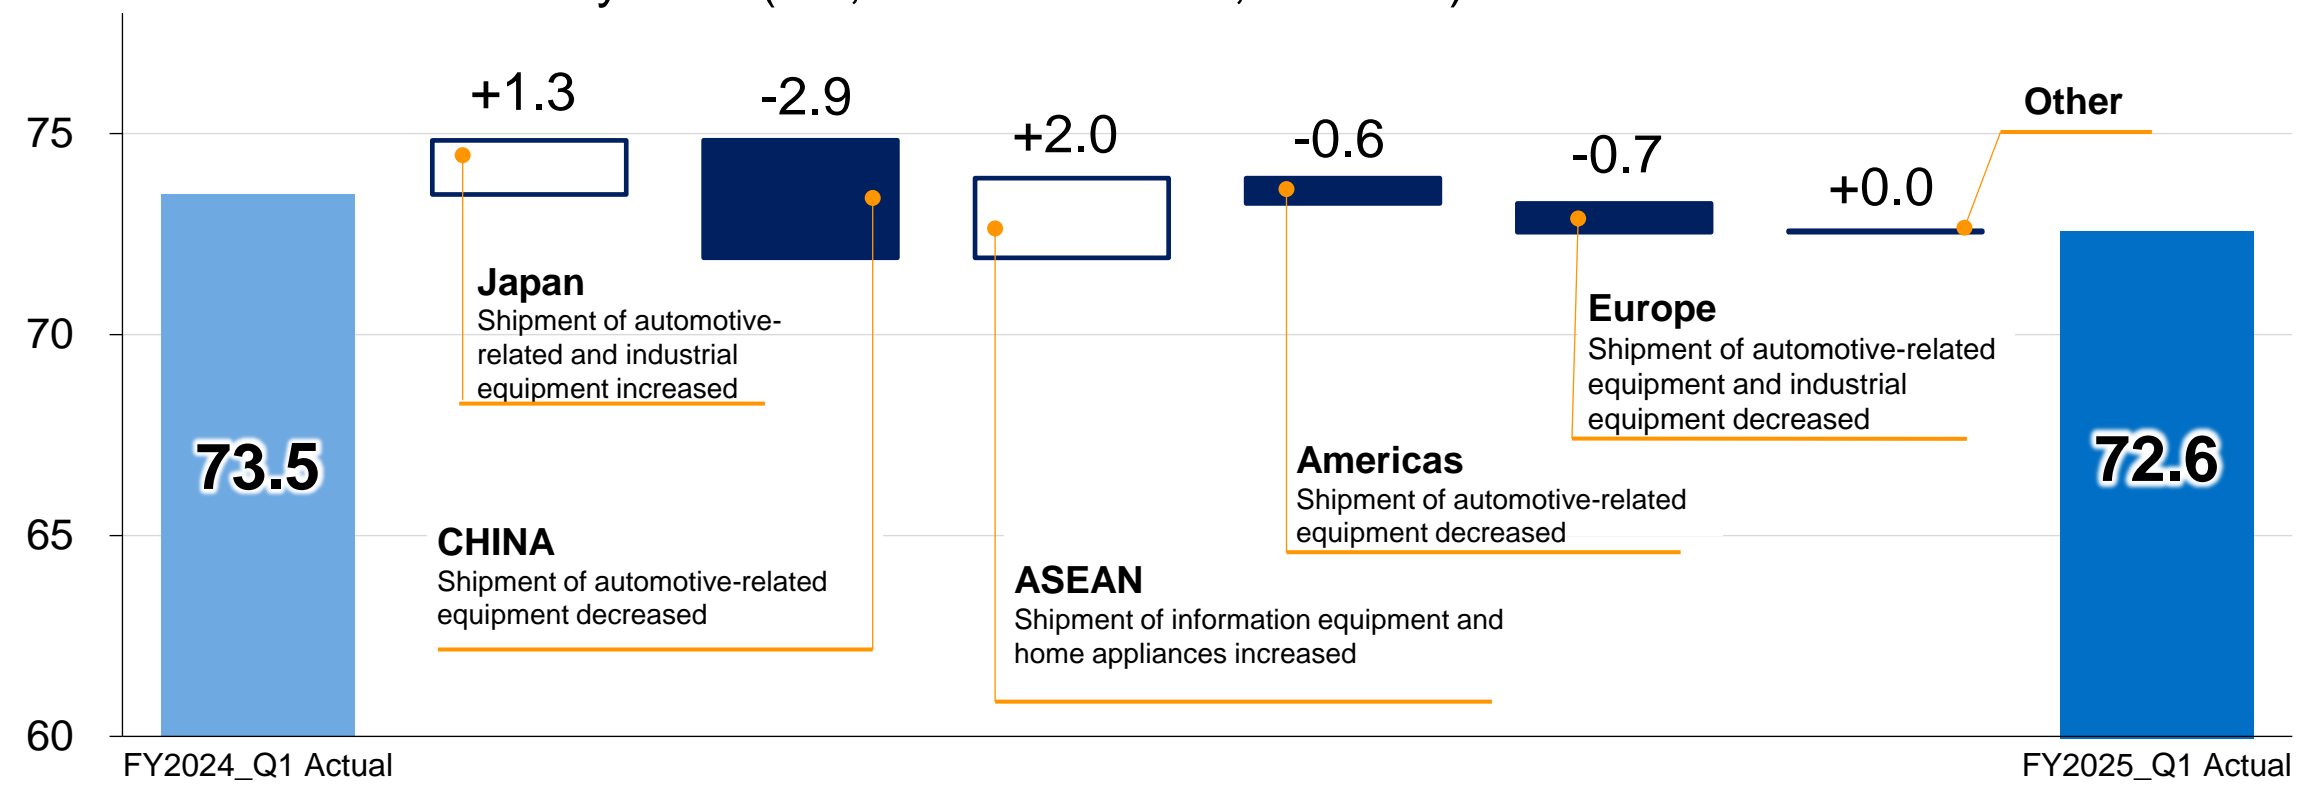 75
70
65
60
73.5
+1.3
-2.9
+2.0
-0.6
-0.7
+0.0
Other
Japan
Shipment of automotive-
related and industrial
equipment increased
CHINA
Shipment of automotive-related
equipment decreased
ASEAN
Shipment of information equipment and
home appliances increased
Americas
Shipment of automotive-related
equipment decreased
Europe
Shipment of automotive-related
equipment and industrial
equipment decreased
72.6
FY2024_Q1 Actual
FY2025_Q1 Actual